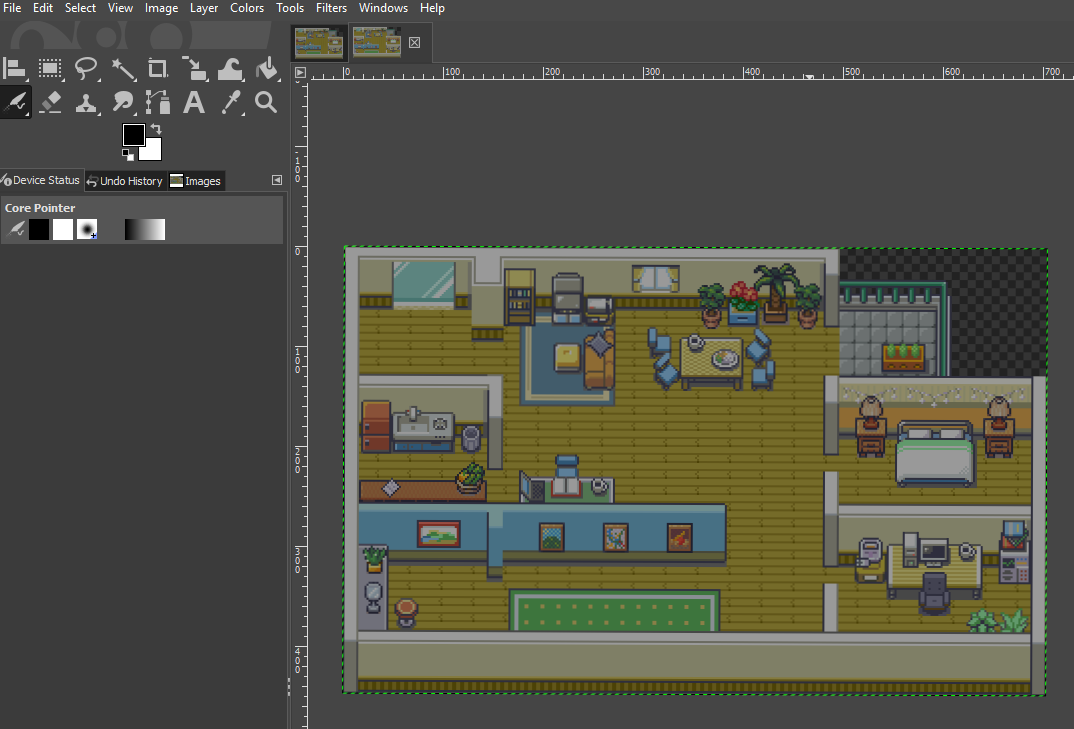 File Edit Select View Image Layer Colors Tools Filters Windows Help
0 100 200 300 400 500 600 700
Device Status Undo History Images
Core Pointer
-100
0
100
200
300
400